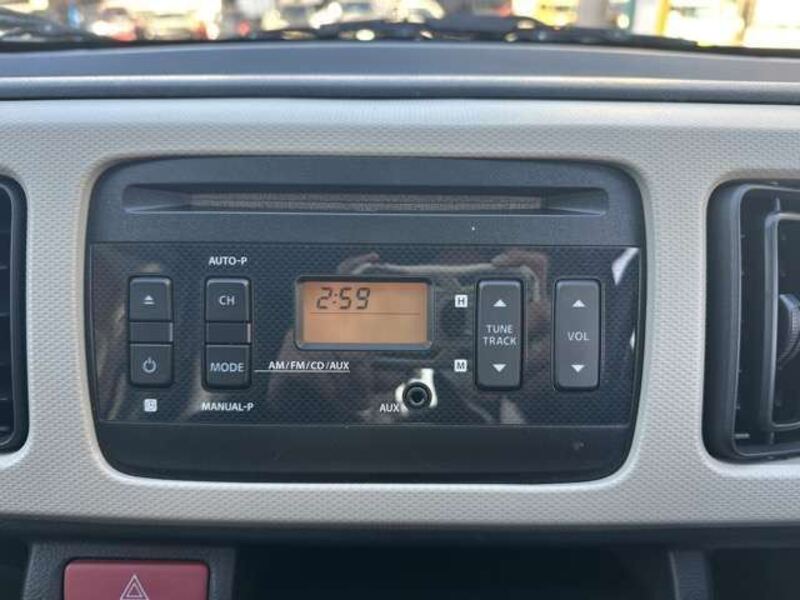 AUTO-P
CH
2:59
H
TUNE
TRACK
VOL
MODE
AM/FM/CD/AUX
M
MANUAL-P
AUX